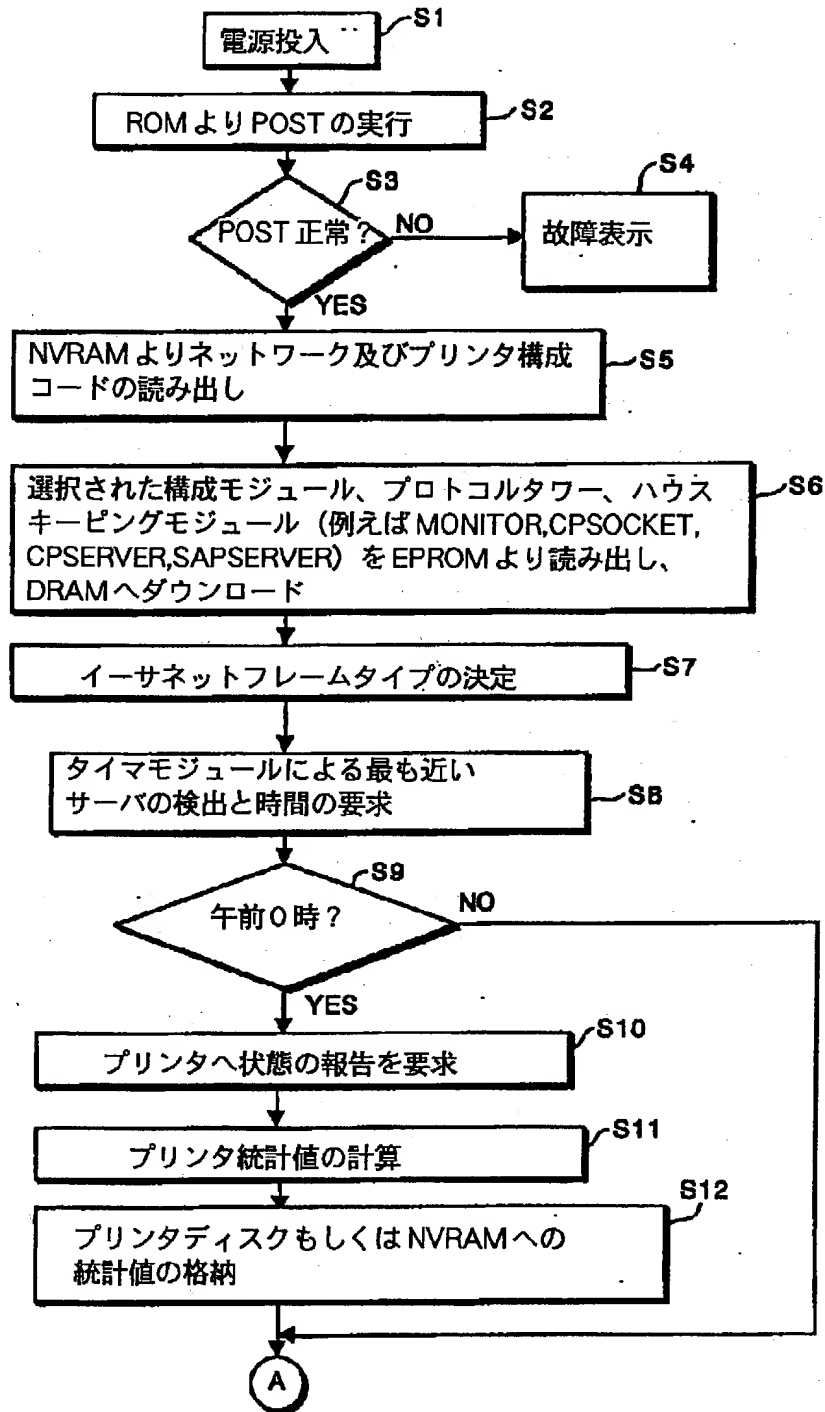 S1
電源投入
S2
ROMよりPOSTの実行
S3
POST正常?
NO
S4
故障表示
YES
NVRAMよりネットワーク及びプリンタ構成
コードの読み出し
S5
選択された構成モジュール、プロトコルタワー、ハウス
キーピングモジュール(例えばMONITOR,CPSOCKET,
CPSERVER,SAPSERVER)をEPROMより読み出し、
DRAMへダウンロード
S6
イーサネットフレームタイプの決定
S7
タイマモジュールによる最も近い
サーバの検出と時間の要求
S8
S9
午前0時?
NO
YES
S10
プリンタへ状態の報告を要求
S11
プリンタ統計値の計算
S12
プリンタディスクもしくはNVRAMへの
統計値の格納
A